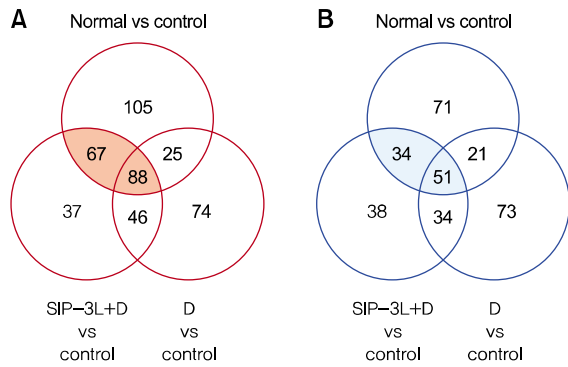 A
Normal vs control
105
67
25
88
37
46
74
SIP–3L+D
vs
control
D
vs
control
B
Normal vs control
71
34
21
51
38
34
73
SIP–3L+D
vs
control
D
vs
control